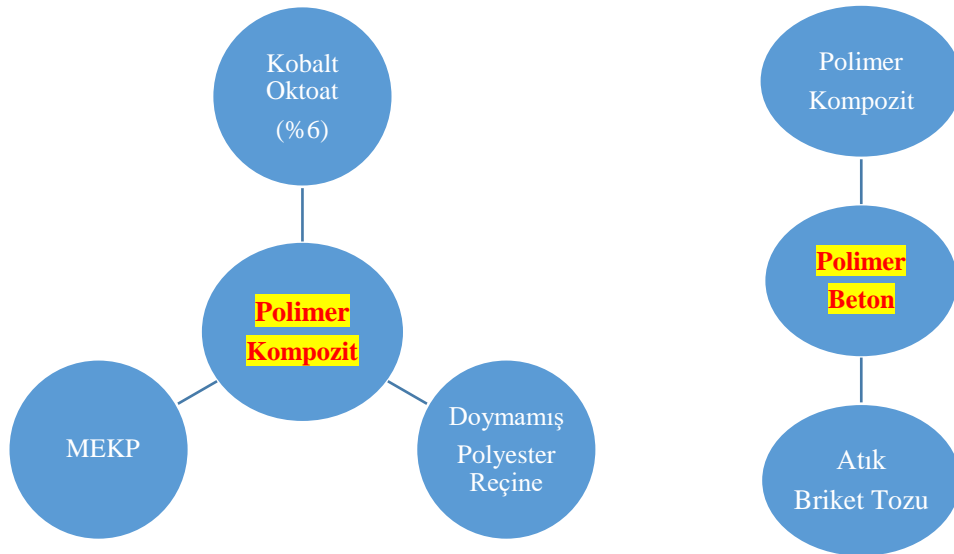 Kobalt
Oktoat
(%6)
Polimer
Kompozit
MEKP
Doymamış
Polyester
Reçine
Polimer
Kompozit
Polimer
Beton
Atık
Briket Tozu